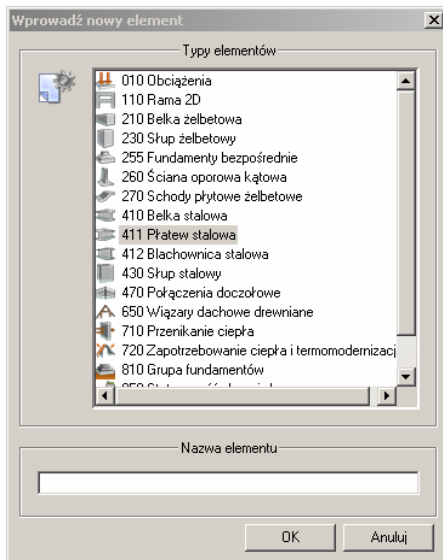 Wprowadź nowy element
Typy elementów
010 Obciążenia
110 Rama 2D
210 Belka żelbetowa
230 Słup żelbetowy
255 Fundamenty bezpośrednie
260 Ściana oporowa kątowa
270 Schody płytowe żelbetowe
410 Belka stalowa
411 Płatew stalowa
412 Blachownica stalowa
430 Słup stalowy
470 Połączenia doczołowe
650 Wiązary dachowe drewniane
710 Przenikanie ciepła
720 Zapotrzebowanie ciepła i termomodernizacj
810 Grupa fundamentów
Nazwa elementu
OK Anuluj